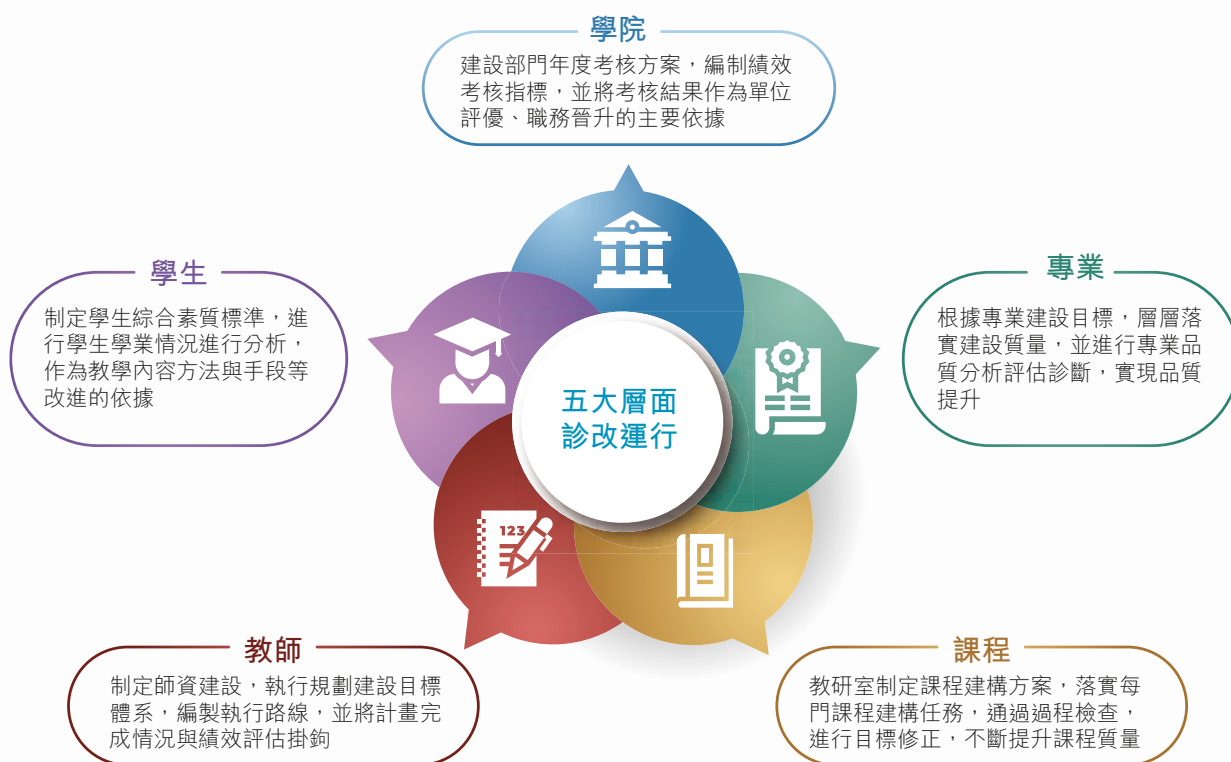 學院
建設部門年度考核方案，編制績效
考核指標，並將考核結果作為單位
評優、職務晉升的主要依據
學生
制定學生綜合素質標準，進
行學生學業情況進行分析，
作為教學內容方法與手段等
改進的依據
專業
根據專業建設目標，層層落
實建設質量，並進行專業品
質分析評估診斷，實現品質
提升
五大層面
診改運行
123
教師
制定師資建設，執行規劃建設目標
體系，編製執行路線，並將計畫完
成情況與績效評估掛鉤
課程
教研室制定課程建構方案，落實每
門課程建構任務，通過過程檢查，
進行目標修正，不斷提升課程質量